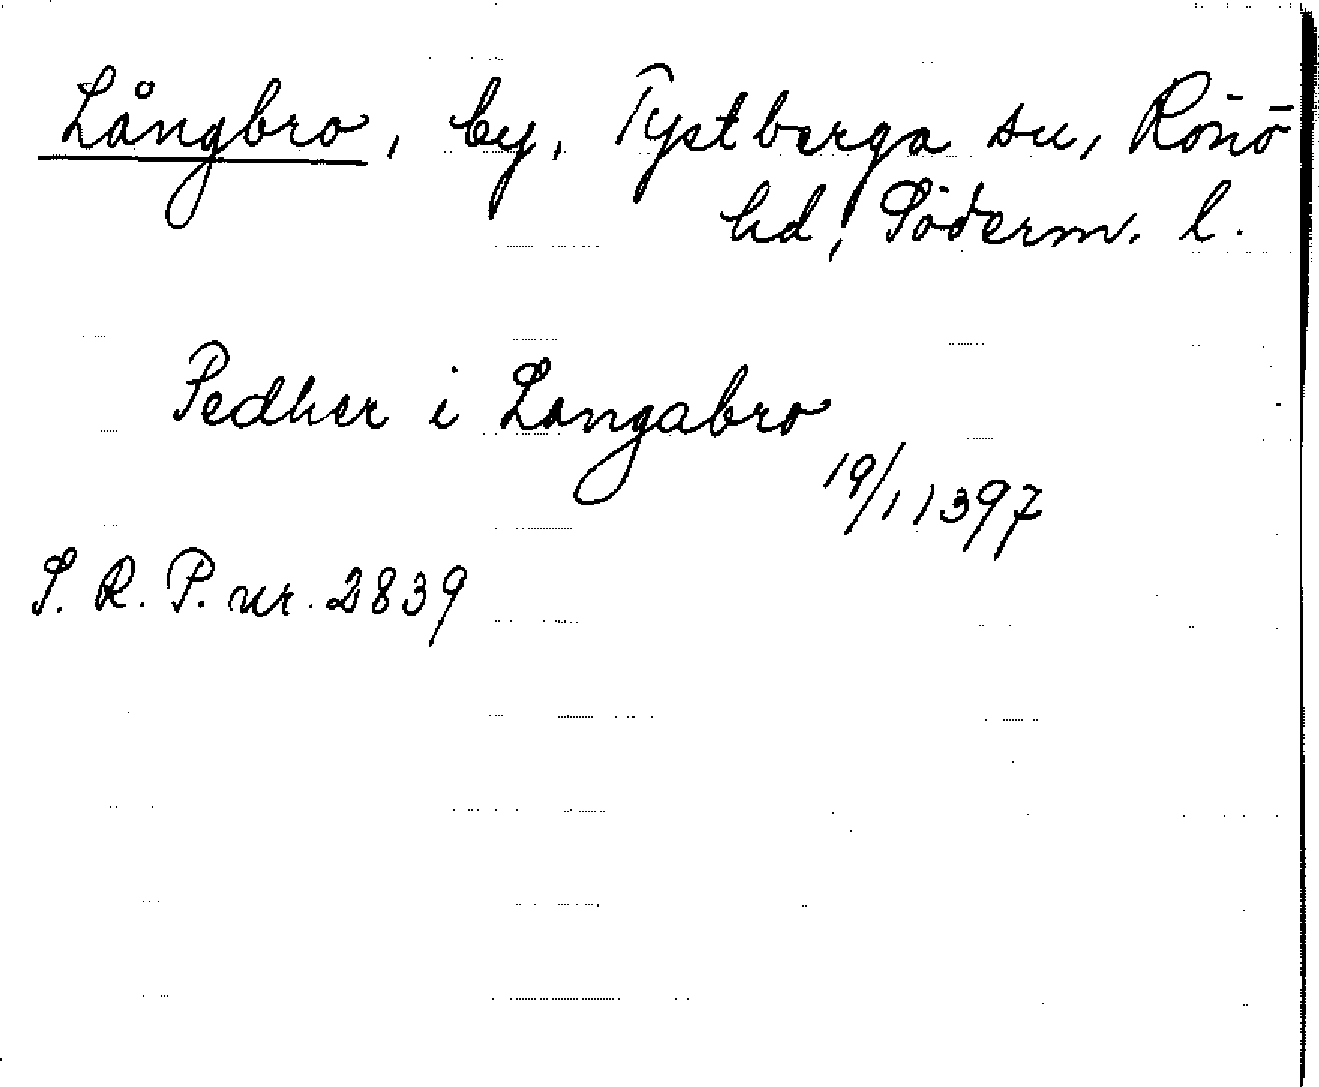 Långbro, by, Tystberga sn, Rönö
hd, Söderm. l.
Pedher i Langabro
19/1 1397
S. R. P. nr. 2839